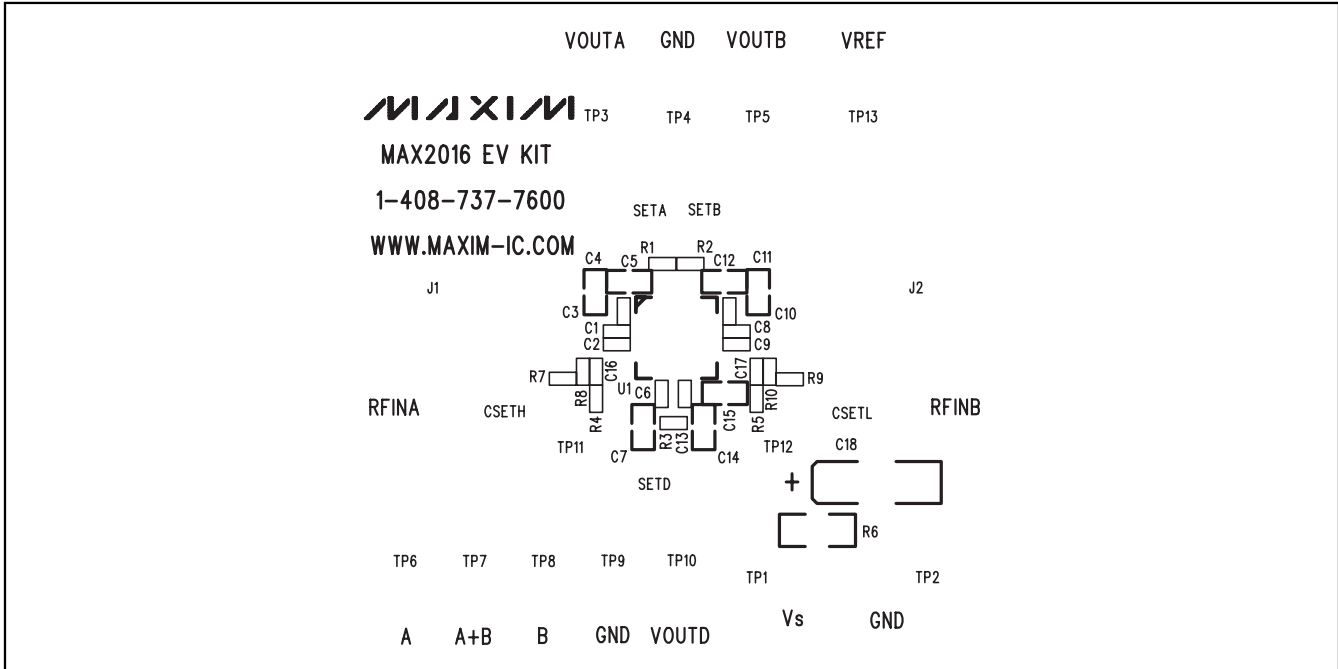 VOUTA GND VOUTB VREF
MAXIM TP3 TP4 TP5 TP13
MAX2016 EV KIT
1-408-737-7600
SETA SETB
WWW.MAXIM-IC.COM
R1 R2
C4 C5 C12 C11
J1 J2
C3 C10
C1 C8
C2 C9
R7 C16 C17 R9
U1 C6
R8 R10
RFINA CSETH R4 C15 R5 CSETL RFINB
TP11 R3 C13 TP12 C18
C7 C14
SETD +
R6
TP6 TP7 TP8 TP9 TP10
TP1 TP2
Vs GND
A A+B B GND VOUTD